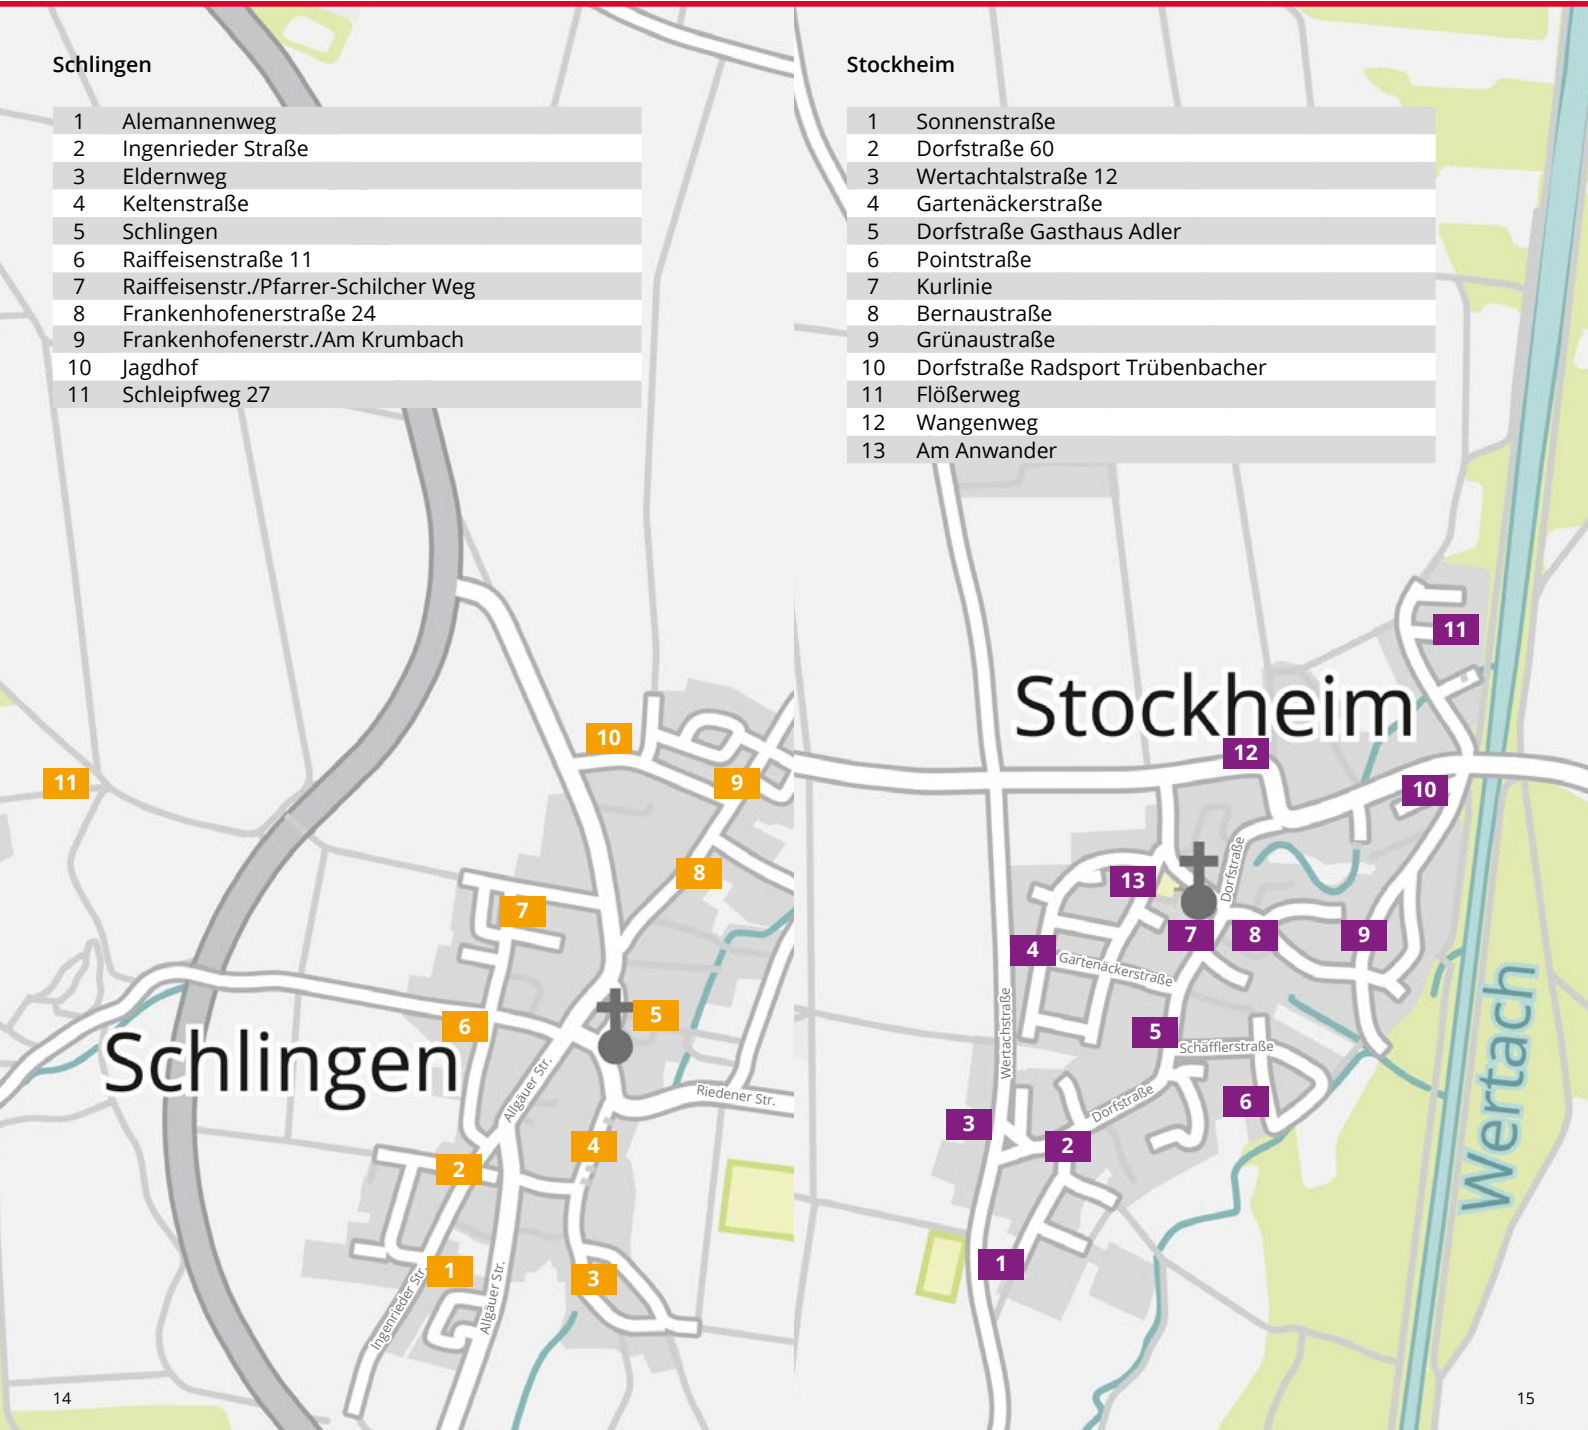 Schlingen
1 Alemannenweg
2 Ingenrieder Straße
3 Eldernweg
4 Keltenstraße
5 Schlingen
6 Raiffeisenstraße 11
7 Raiffeisenstr./Pfarrer-Schilcher Weg
8 Frankenhofenerstraße 24
9 Frankenhofenerstr./Am Krumbach
10 Jagdhof
11 Schleipfweg 27
10
11
9
8
7
5
6
Schlingen
Allgäuer Str.
Riedener Str.
4
2
1
3
Ingenrieder Str.
Allgäuer Str.
14
Stockheim
1 Sonnenstraße
2 Dorfstraße 60
3 Wertachtalstraße 12
4 Gartenäckerstraße
5 Dorfstraße Gasthaus Adler
6 Pointstraße
7 Kurlinie
8 Bernaustraße
9 Grünaustraße
10 Dorfstraße Radsport Trübenbacher
11 Flößerweg
12 Wangenweg
13 Am Anwander
11
Stockheim
12
10
Dorfstraße
13
7
8
9
4
Gartenäckerstraße
Wertachstraße
5
Schäfflerstraße
Wertach
6
Dorfstraße
3
2
1
15